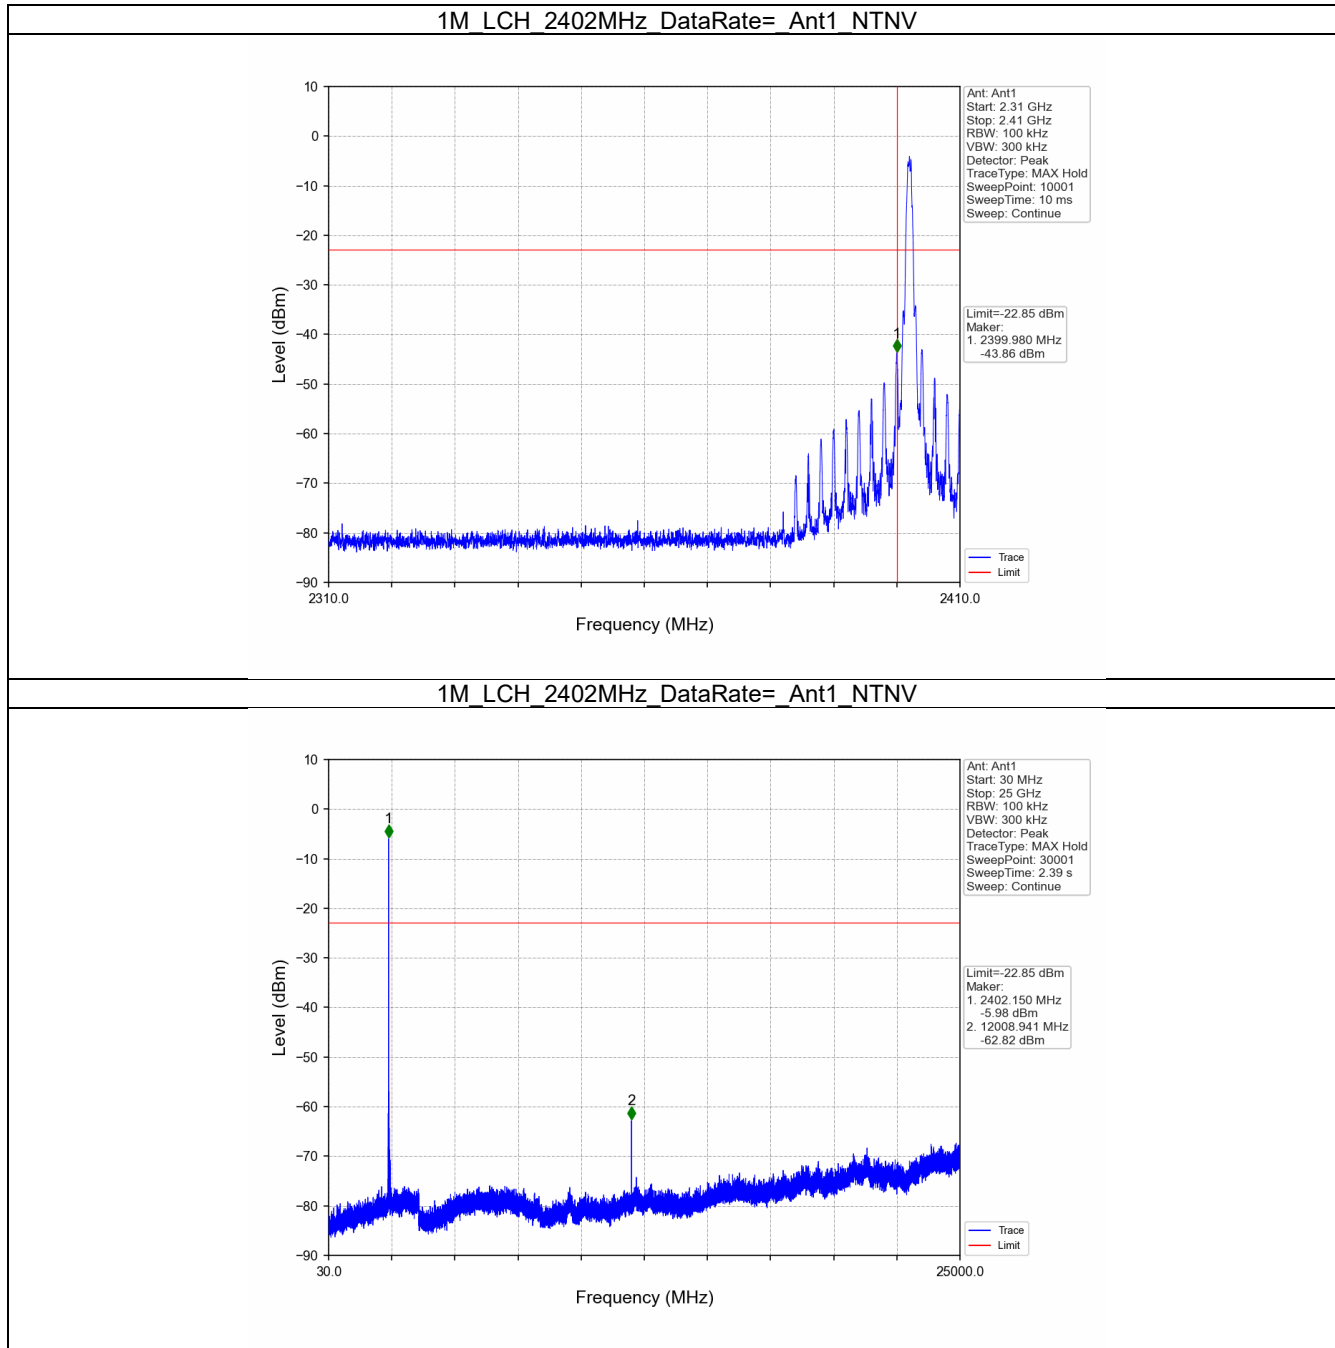 1M_LCH_2402MHz_DataRate=_Ant1_NTNV
10
0
−10
−20
−30
−40
−50
−60
−70
−80
−90
Level (dBm)
2310.0
2410.0
Frequency (MHz)
1
Ant: Ant1
Start: 2.31 GHz
Stop: 2.41 GHz
RBW: 100 kHz
VBW: 300 kHz
Detector: Peak
TraceType: MAX Hold
SweepPoint: 10001
SweepTime: 10 ms
Sweep: Continue
Limit=-22.85 dBm
Maker:
1. 2399.980 MHz
-43.86 dBm
Trace
Limit
1M_LCH_2402MHz_DataRate=_Ant1_NTNV
10
0
−10
−20
−30
−40
−50
−60
−70
−80
−90
Level (dBm)
30.0
25000.0
Frequency (MHz)
1
2
Ant: Ant1
Start: 30 MHz
Stop: 25 GHz
RBW: 100 kHz
VBW: 300 kHz
Detector: Peak
TraceType: MAX Hold
SweepPoint: 30001
SweepTime: 2.39 s
Sweep: Continue
Limit=-22.85 dBm
Maker:
1. 2402.150 MHz
-5.98 dBm
2. 12008.941 MHz
-62.82 dBm
Trace
Limit